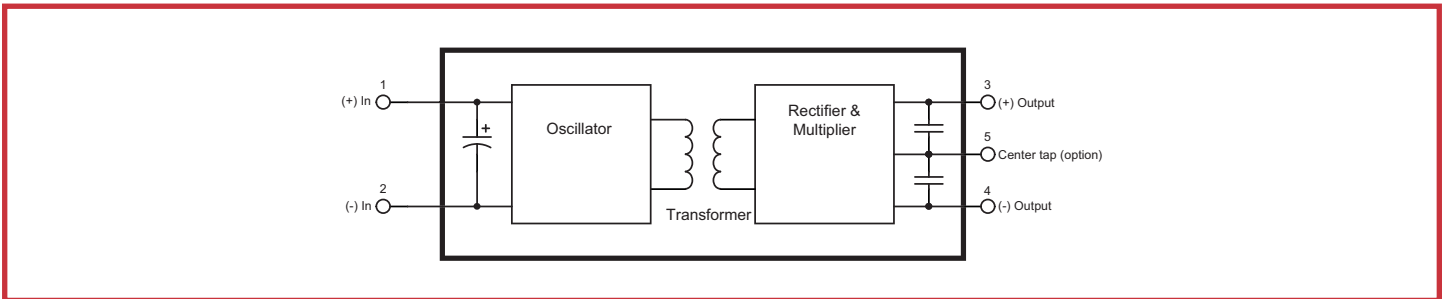 1
(+) In
2
(-) In
+
Oscillator
Transformer
Rectifier &
Multiplier
3
(+) Output
5
Center tap (option)
4
(-) Output